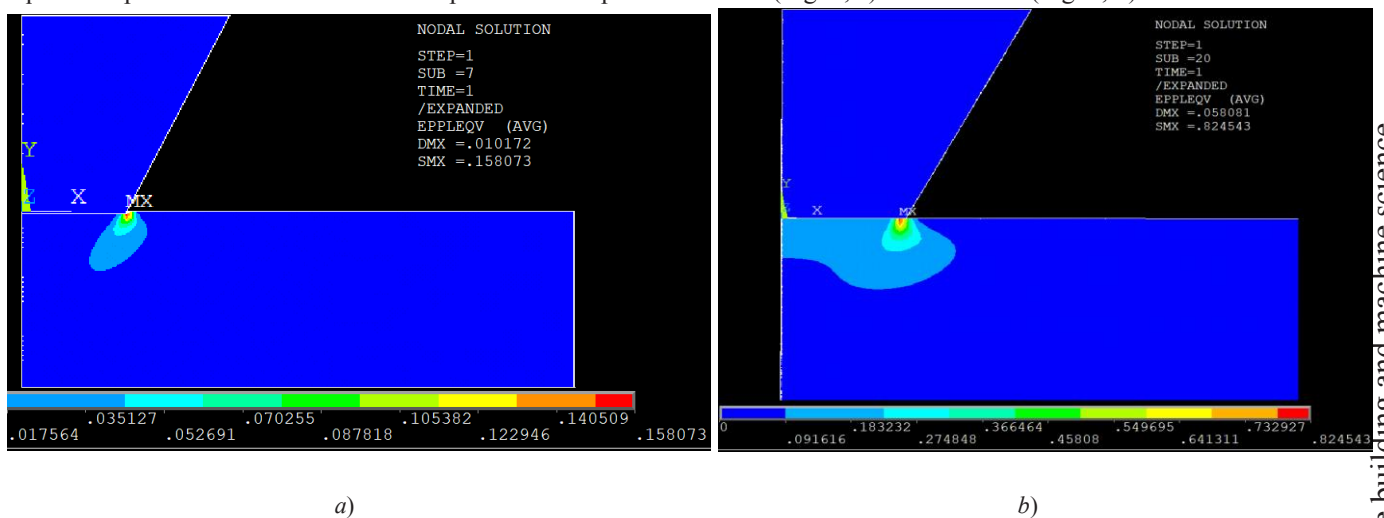 NODAL SOLUTION
STEP=1
SUB =7
TIME=1
/EXPANDED
EPPLEQV (AVG)
DMX =.010172
SMX =.158073
Y
Z X MX
.035127 .070255 .105382 .140509
.017564 .052691 .087818 .122946 .158073
a)
NODAL SOLUTION
STEP=1
SUB =20
TIME=1
/EXPANDED
EPPLEQV (AVG)
DMX =.058081
SMX =.824543
Y
X MX
0 .183232 .366464 .549695 .732927
.091616 .274848 .45808 .641311 .824543
b)
building and machine science